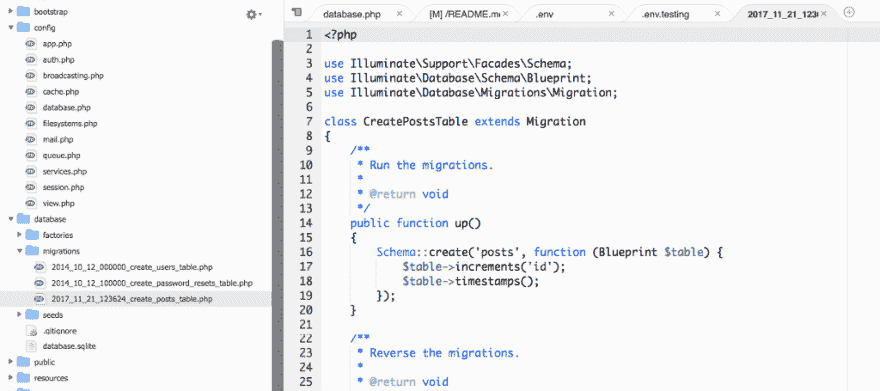 bootstrap
config
app.php
auth.php
broadcasting.php
cache.php
database.php
filesystems.php
mail.php
queue.php
services.php
session.php
view.php
database
factories
migrations
2014_10_12_000000_create_users_table.php
2014_10_12_100000_create_password_resets_table.php
2017_11_21_123624_create_posts_table.php
seeds
.gitignore
database.sqlite
public
resources
database.php [M] /README.m .env .env.testing 2017_11_21_123
1 <?php
2
3 use Illuminate\Support\Facades\Schema;
4 use Illuminate\Database\Schema\Blueprint;
5 use Illuminate\Database\Migrations\Migration;
6
7 class CreatePostsTable extends Migration
8 {
9 /**
10 * Run the migrations.
11 *
12 * @return void
13 */
14 public function up()
15 {
16 Schema::create('posts', function (Blueprint $table) {
17 $table->increments('id');
18 $table->timestamps();
19 });
20 }
21
22 /**
23 * Reverse the migrations.
24 *
25 * @return void